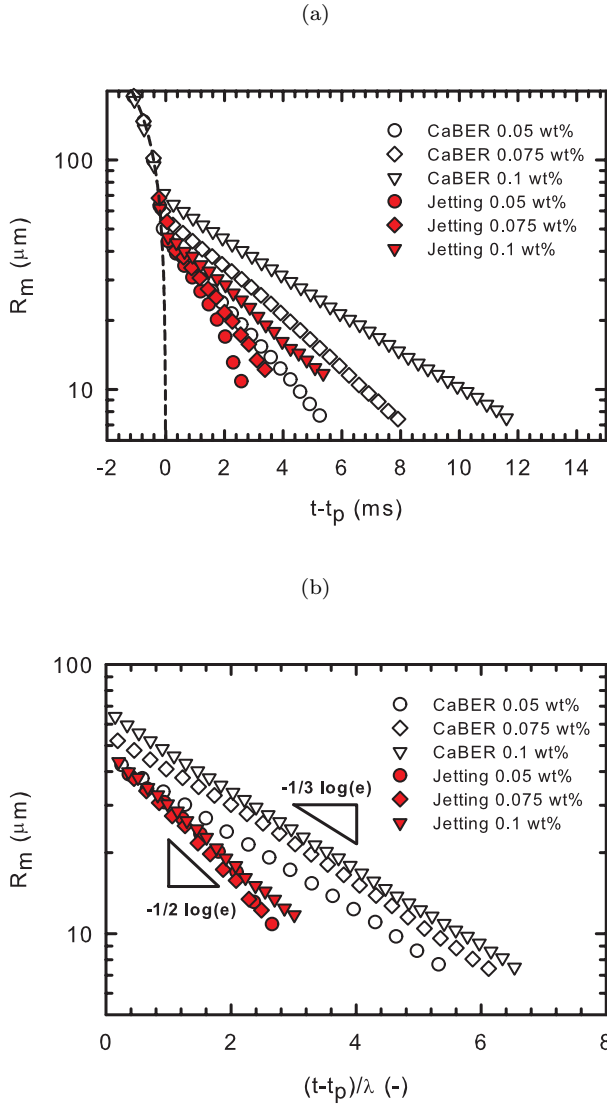 (a)
R_m (μm)
100
10
CaBER 0.05 wt%
CaBER 0.075 wt%
CaBER 0.1 wt%
Jetting 0.05 wt%
Jetting 0.075 wt%
Jetting 0.1 wt%
-2 0 2 4 6 8 10 12 14
t-t_p (ms)
(b)
R_m (μm)
100
10
CaBER 0.05 wt%
CaBER 0.075 wt%
CaBER 0.1 wt%
Jetting 0.05 wt%
Jetting 0.075 wt%
Jetting 0.1 wt%
-1/3 log(e)
-1/2 log(e)
0 2 4 6 8
(t-t_p)/λ (-)